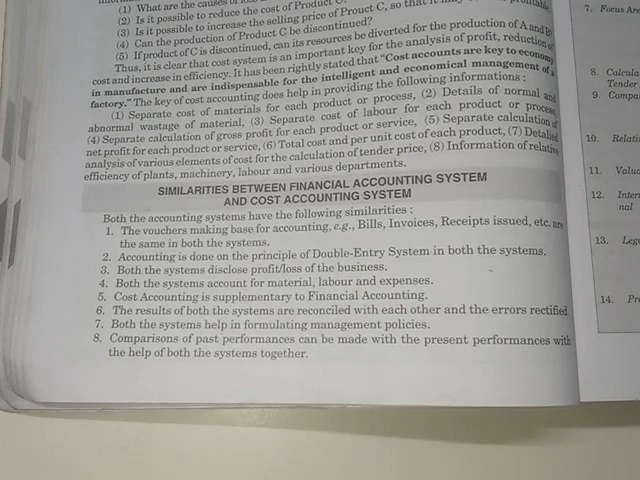 (1) What are the causes of
(2) Is it possible to reduce the cost of Product C?
(3) Is it possible to increase the selling price of Prouct C, so that it
(4) Can the production of Product C be discontinued?
(5) If product of C is discontinued, can its resources be diverted for the production of A and B
Thus, it is clear that cost system is an important key for the analysis of profit, reduction of
cost and increase in efficiency. It has been rightly stated that "Cost accounts are key to economy
in manufacture and are indispensable for the intelligent and economical management of a
factory." The key of cost accounting does help in providing the following informations :
(1) Separate cost of materials for each product or process, (2) Details of normal and
abnormal wastage of material, (3) Separate cost of labour for each product or process,
(4) Separate calculation of gross profit for each product or service, (5) Separate calculation of
net profit for each product or service, (6) Total cost and per unit cost of each product, (7) Detailed
analysis of various elements of cost for the calculation of tender price, (8) Information of relative
efficiency of plants, machinery, labour and various departments.
SIMILARITIES BETWEEN FINANCIAL ACCOUNTING SYSTEM
AND COST ACCOUNTING SYSTEM
Both the accounting systems have the following similarities :
1. The vouchers making base for accounting, e.g., Bills, Invoices, Receipts issued, etc. are
the same in both the systems.
2. Accounting is done on the principle of Double-Entry System in both the systems.
3. Both the systems disclose profit/loss of the business.
4. Both the systems account for material, labour and expenses.
5. Cost Accounting is supplementary to Financial Accounting.
6. The results of both the systems are reconciled with each other and the errors rectified
7. Both the systems help in formulating management policies.
8. Comparisons of past performances can be made with the present performances with
the help of both the systems together.
7. Focus Are
8. Calcula
Tender
9. Compa
10. Relati
11. Valua
12. Inter
nal
13. Lega
14. Pr